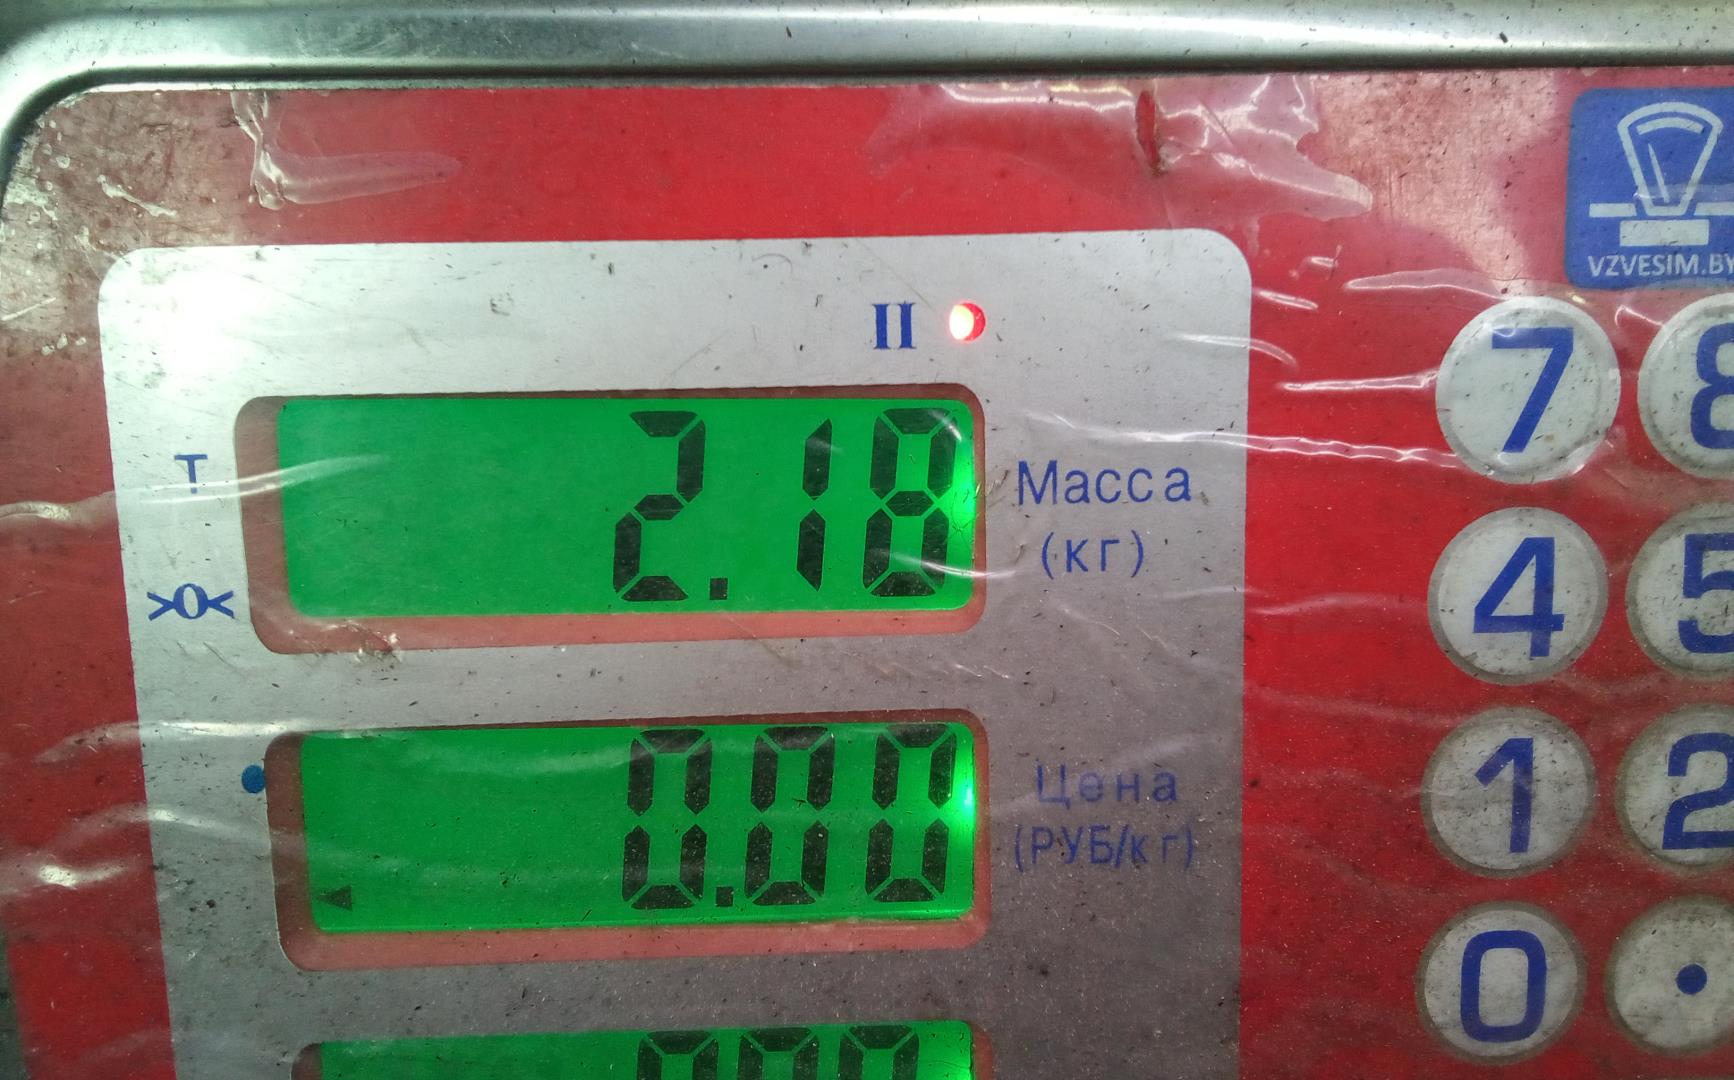 VZVESIM.BY
II
T
2.18
Масса
(кг)
>0<
0.00
Цена
(РУБ/кг)
7 8
4 5
1 2
0 .